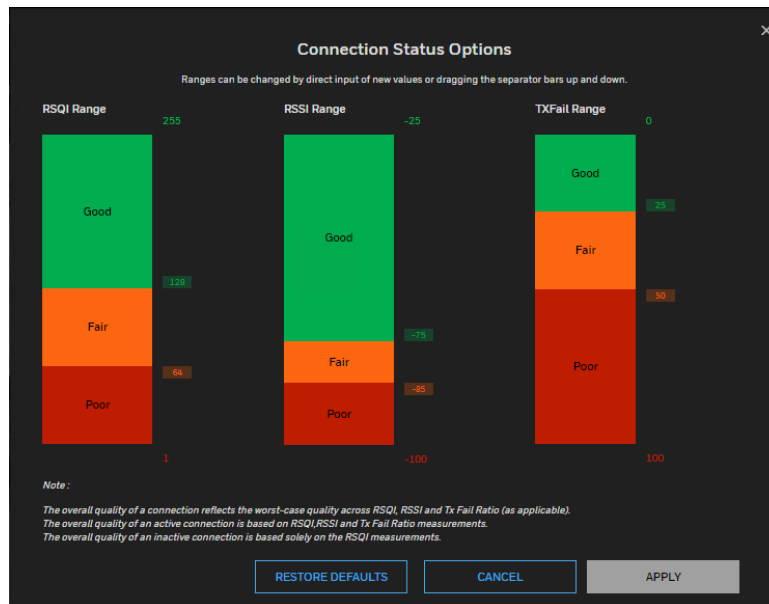 ×
Connection Status Options
Ranges can be changed by direct input of new values or dragging the separator bars up and down.
RSQI Range
255
Good
128
Fair
64
Poor
1
RSSI Range
-25
Good
-75
Fair
-85
Poor
-100
TXFail Range
0
Good
25
Fair
50
Poor
100
Note :
The overall quality of a connection reflects the worst-case quality across RSQI, RSSI and Tx Fail Ratio (as applicable).
The overall quality of an active connection is based on RSQI,RSSI and Tx Fail Ratio measurements.
The overall quality of an inactive connection is based solely on the RSQI measurements.
RESTORE DEFAULTS
CANCEL
APPLY